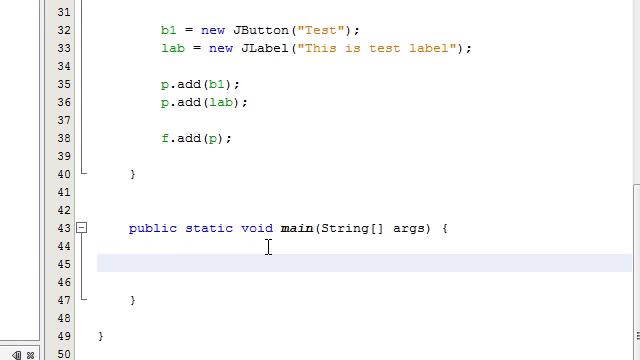 31
32 b1 = new JButton("Test");
33 lab = new JLabel("This is test label");
34
35 p.add(b1);
36 p.add(lab);
37
38 f.add(p);
39
40 }
41
42
43 public static void main(String[] args) {
44
45
46
47 }
48
49 }
50